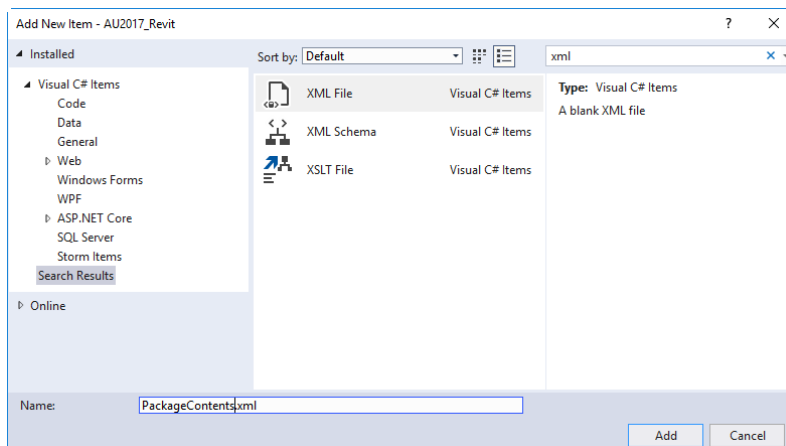 Add New Item - AU2017_Revit
? X
Installed
Sort by: Default
xml
Visual C# Items
Code
Data
General
Web
Windows Forms
WPF
ASP.NET Core
SQL Server
Storm Items
Search Results
Online
XML File Visual C# Items
XML Schema Visual C# Items
XSLT File Visual C# Items
Type: Visual C# Items
A blank XML file
Name: PackageContents.xml
Add Cancel